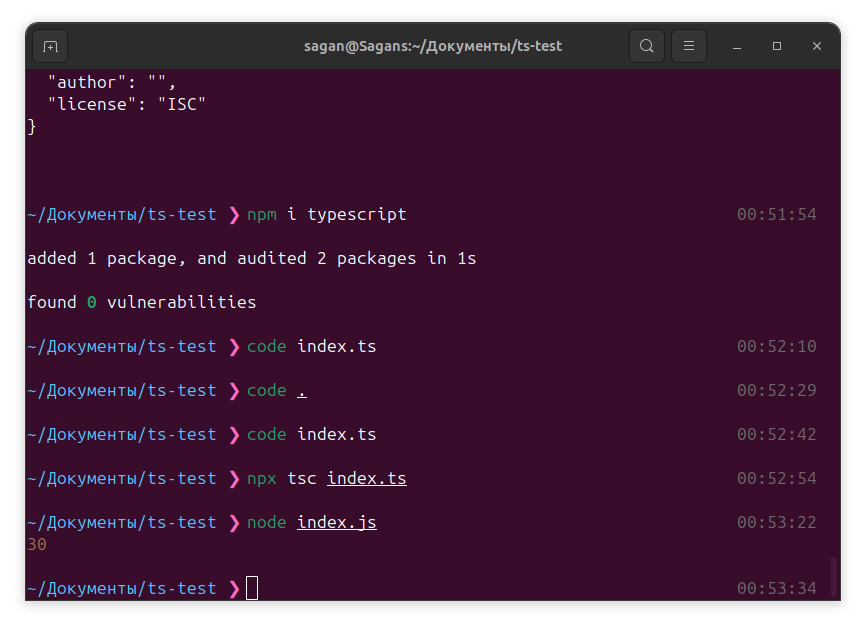 sagan@Sagans:~/Документы/ts-test
"author": "",
"license": "ISC"
}
~/Документы/ts-test ❯ npm i typescript 00:51:54
added 1 package, and audited 2 packages in 1s
found 0 vulnerabilities
~/Документы/ts-test ❯ code index.ts 00:52:10
~/Документы/ts-test ❯ code . 00:52:29
~/Документы/ts-test ❯ code index.ts 00:52:42
~/Документы/ts-test ❯ npx tsc index.ts 00:52:54
~/Документы/ts-test ❯ node index.js 00:53:22
30
~/Документы/ts-test ❯ 00:53:34